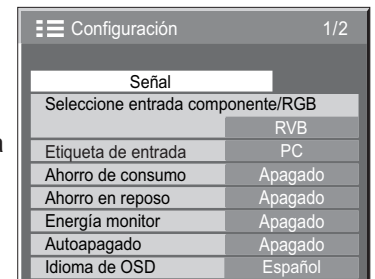 Configuración 1/2
Señal
Seleccione entrada componente/RGB
RVB
Etiqueta de entrada PC
Ahorro de consumo Apagado
Ahorro en reposo Apagado
Energía monitor Apagado
Autoapagado Apagado
Idioma de OSD Español